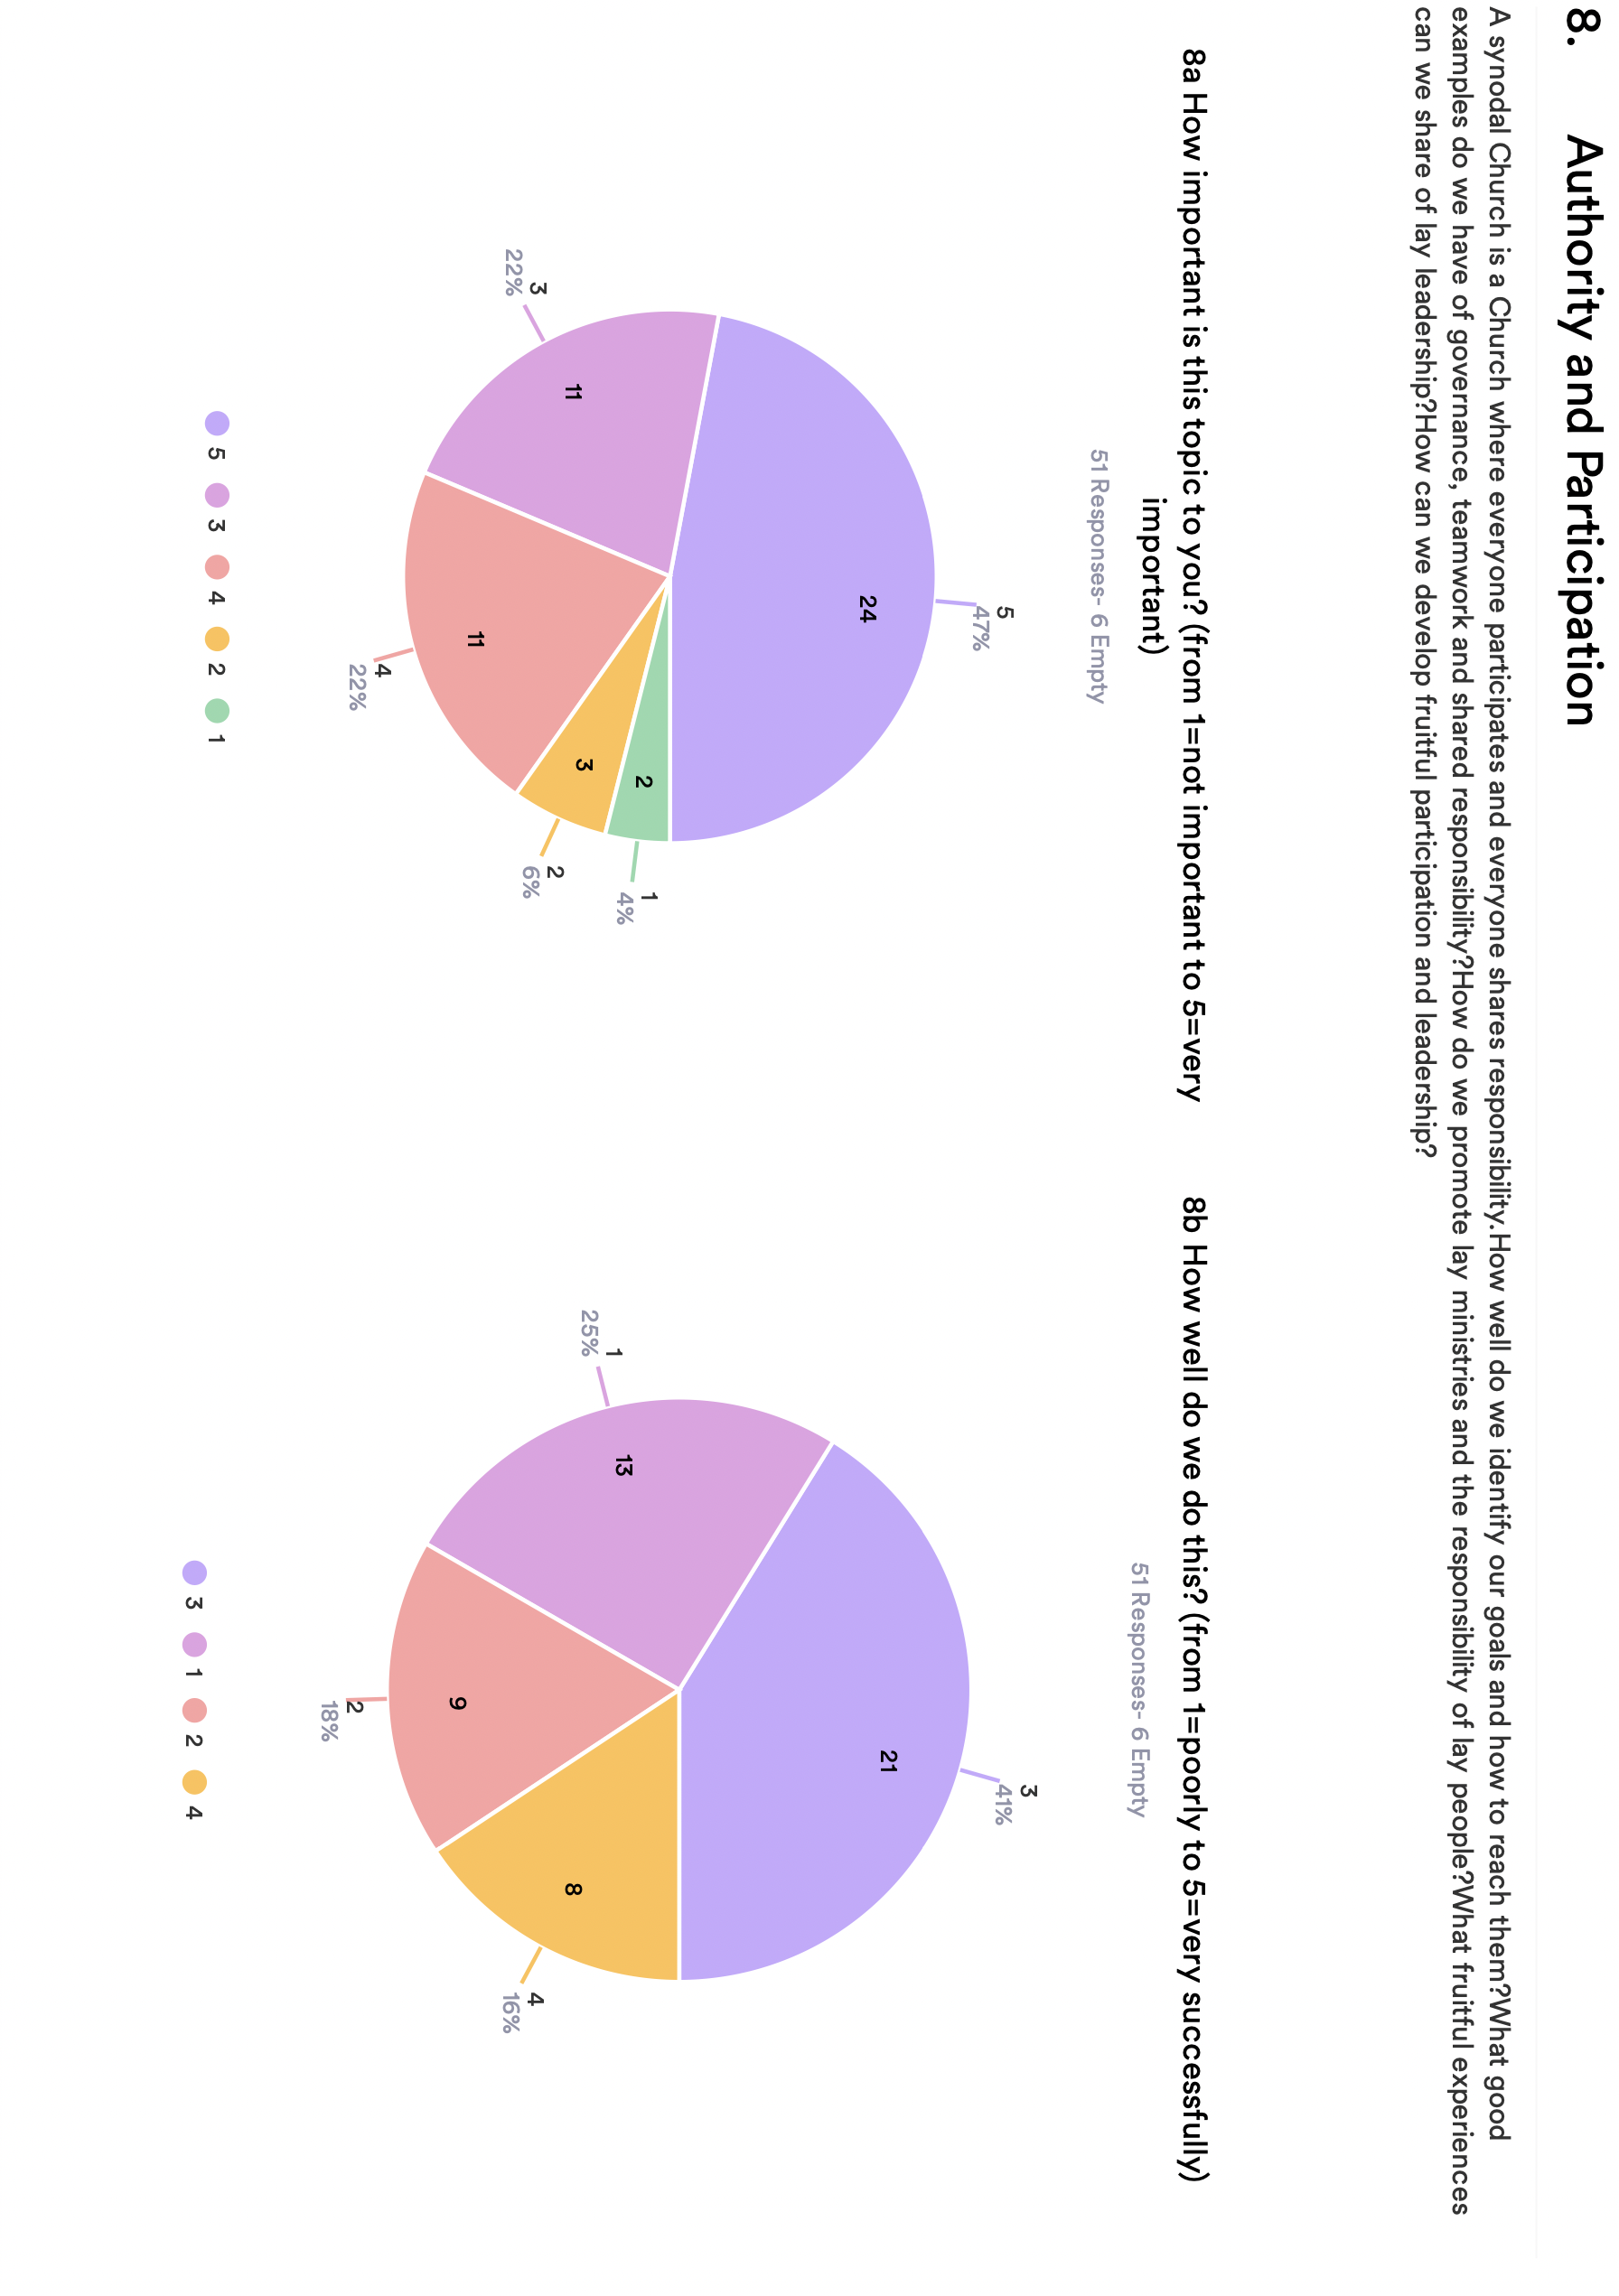 8. Authority and Participation
A synodal Church is a Church where everyone participates and everyone shares responsibility.How well do we identify our goals and how to reach them?What good
examples do we have of governance, teamwork and shared responsibility?How do we promote lay ministries and the responsibility of lay people?What fruitful experiences
can we share of lay leadership?How can we develop fruitful participation and leadership?
8a How important is this topic to you? (from 1=not important to 5=very
important)
51 Responses- 6 Empty
5
47%
24
3
22%
11
11
4
22%
3
2
6%
2
1
4%
5 3 4 2 1
8b How well do we do this? (from 1=poorly to 5=very successfully)
51 Responses- 6 Empty
3
41%
21
1
25%
13
9
2
18%
8
4
16%
3 1 2 4